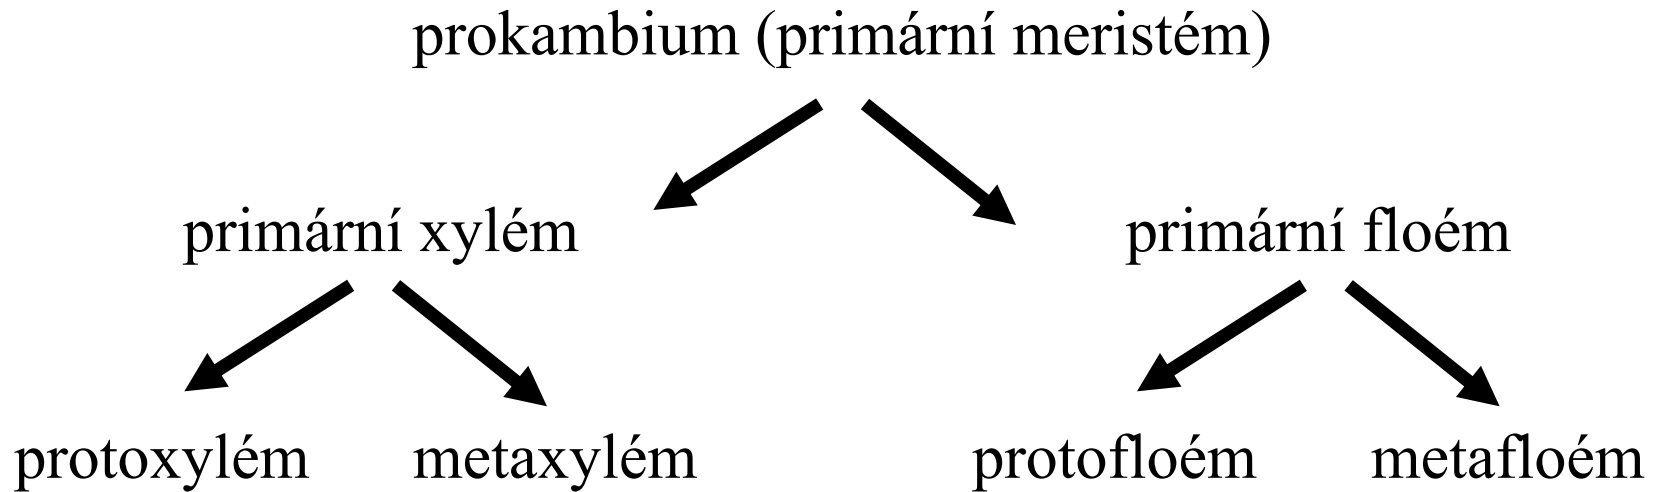 prokambium (primární meristém)
primární xylém primární floém
protoxylém metaxylém protofloém metafloém